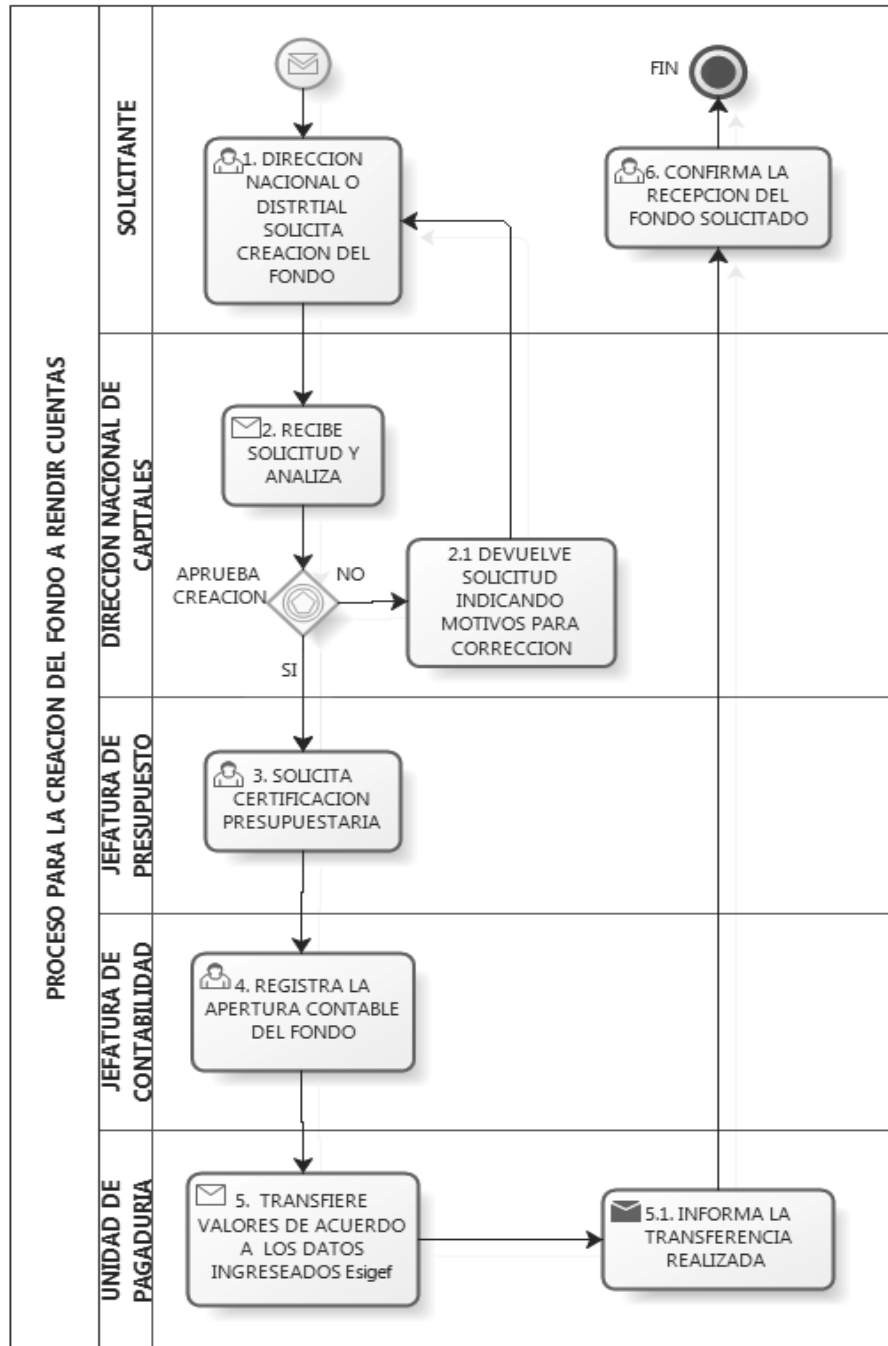 PROCESO PARA LA CREACION DEL FONDO A RENDIR CUENTAS
SOLICITANTE
FIN
1. DIRECCION
NACIONAL O
DISTRTIAL
SOLICITA
CREACION DEL
FONDO
6. CONFIRMA LA
RECEPCION DEL
FONDO SOLICITADO
DIRECCION NACIONAL DE
CAPITALES
2. RECIBE
SOLICITUD Y
ANALIZA
APRUEBA
CREACION
NO
SI
2.1 DEVUELVE
SOLICITUD
INDICANDO
MOTIVOS PARA
CORRECCION
JEFATURA DE
PRESUPUESTO
3. SOLICITA
CERTIFICACION
PRESUPUESTARIA
JEFATURA DE
CONTABILIDAD
4. REGISTRA LA
APERTURA CONTABLE
DEL FONDO
UNIDAD DE
PAGADURIA
5. TRANSFIERE
VALORES DE ACUERDO
A LOS DATOS
INGRESEADOS Esigef
5.1. INFORMA LA
TRANSFERENCIA
REALIZADA